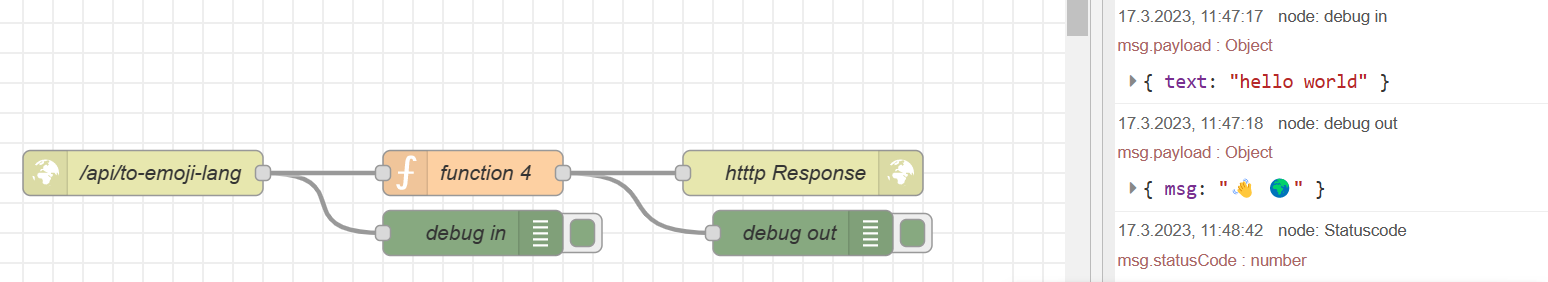 /api/to-emoji-lang
function 4
htttp Response
debug in
debug out
17.3.2023, 11:47:17 node: debug in
msg.payload : Object
{ text: "hello world" }
17.3.2023, 11:47:18 node: debug out
msg.payload : Object
{ msg: "👋 🌍" }
17.3.2023, 11:48:42 node: Statuscode
msg.statusCode : number